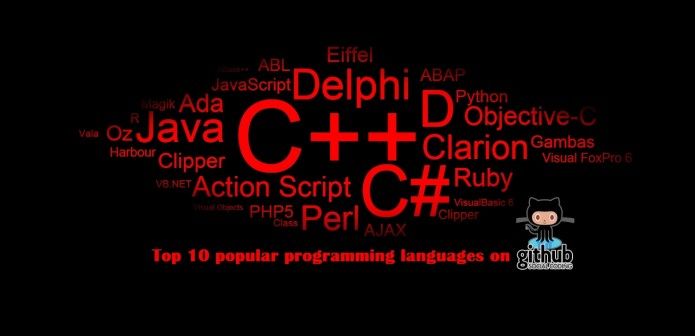 Eiffel
ABL
Delphi
ABAP
JavaScript
Python
Magik
Ada
D
Objective-C
R
C++
Vala
Oz
Java
Clarion
Gambas
Harbour
Clipper
Visual FoxPro 6
VB.NET
Action Script
C#
Ruby
Visual Objects
PHP5
Perl
VisualBasic 6
Class
Clipper
AJAX
Top 10 popular programming languages on
github
SOCIAL CODING